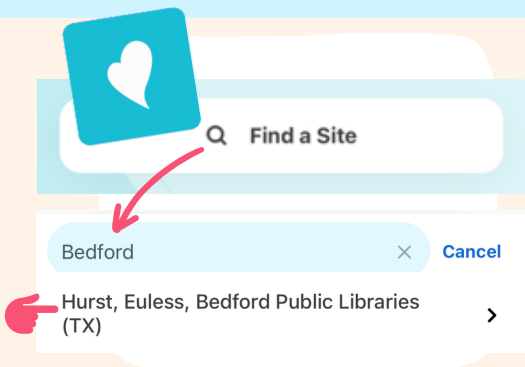 Find a Site
Bedford
Cancel
Hurst, Euless, Bedford Public Libraries
(TX)